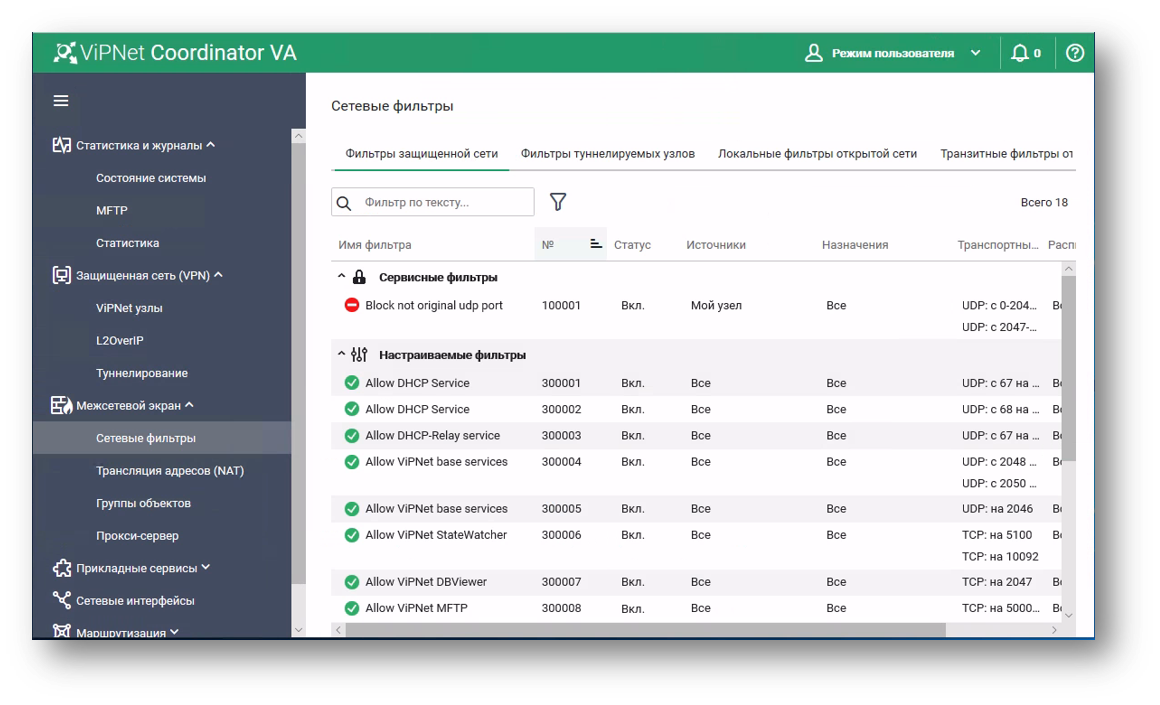 ViPNet Coordinator VA
Режим пользователя
0
Статистика и журналы
Состояние системы
MFTP
Статистика
Защищенная сеть (VPN)
ViPNet узлы
L2OverIP
Туннелирование
Межсетевой экран
Сетевые фильтры
Трансляция адресов (NAT)
Группы объектов
Прокси-сервер
Прикладные сервисы
Сетевые интерфейсы
Маршрутизация
Сетевые фильтры
Фильтры защищенной сети Фильтры туннелируемых узлов Локальные фильтры открытой сети Транзитные фильтры от
Фильтр по тексту... Всего 18
Имя фильтра № Статус Источники Назначения Транспортны... Распи
Сервисные фильтры
Block not original udp port 100001 Вкл. Мой узел Все UDP: с 0-204... Вс
UDP: с 2047-...
Настраиваемые фильтры
Allow DHCP Service 300001 Вкл. Все Все UDP: с 67 на ... Вс
Allow DHCP Service 300002 Вкл. Все Все UDP: с 68 на ... Вс
Allow DHCP-Relay service 300003 Вкл. Все Все UDP: с 67 на ... Вс
Allow ViPNet base services 300004 Вкл. Все Все UDP: с 2048 ... Вс
UDP: с 2050 ...
Allow ViPNet base services 300005 Вкл. Все Все UDP: на 2046 Вс
Allow ViPNet StateWatcher 300006 Вкл. Все Все TCP: на 5100 Вс
TCP: на 10092
Allow ViPNet DBViewer 300007 Вкл. Все Все TCP: на 2047 Вс
Allow ViPNet MFTP 300008 Вкл. Все Все TCP: на 5000... Вс